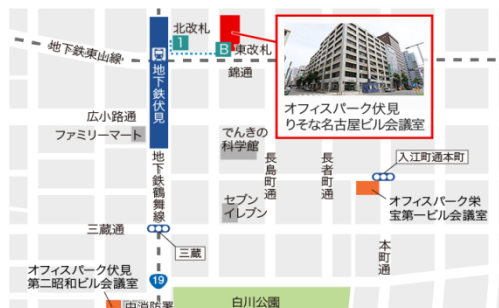 北改札
地下鉄東山線
1
B
東改札
錦通
地下鉄伏見
オフィスパーク伏見
りそな名古屋ビル会議室
広小路通
ファミリーマート
でんきの
科学館
地下鉄鶴舞線
長島町通
長者町通
入江町通本町
セブン
イレブン
オフィスパーク栄
宝第一ビル会議室
三蔵通
三蔵
本町通
オフィスパーク伏見
第二昭和ビル会議室
19
中消防署
白川公園